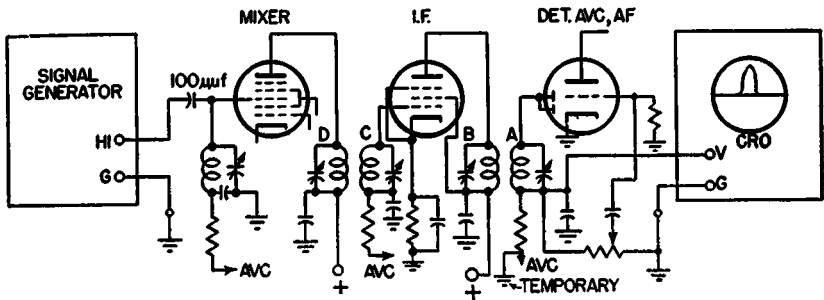 MIXER
I.F.
DET. AVC, AF
SIGNAL
GENERATOR
100μμf
HI
G
D
C
B
A
V
G
CRO
AVC
+
AVC
+
AVC
TEMPORARY